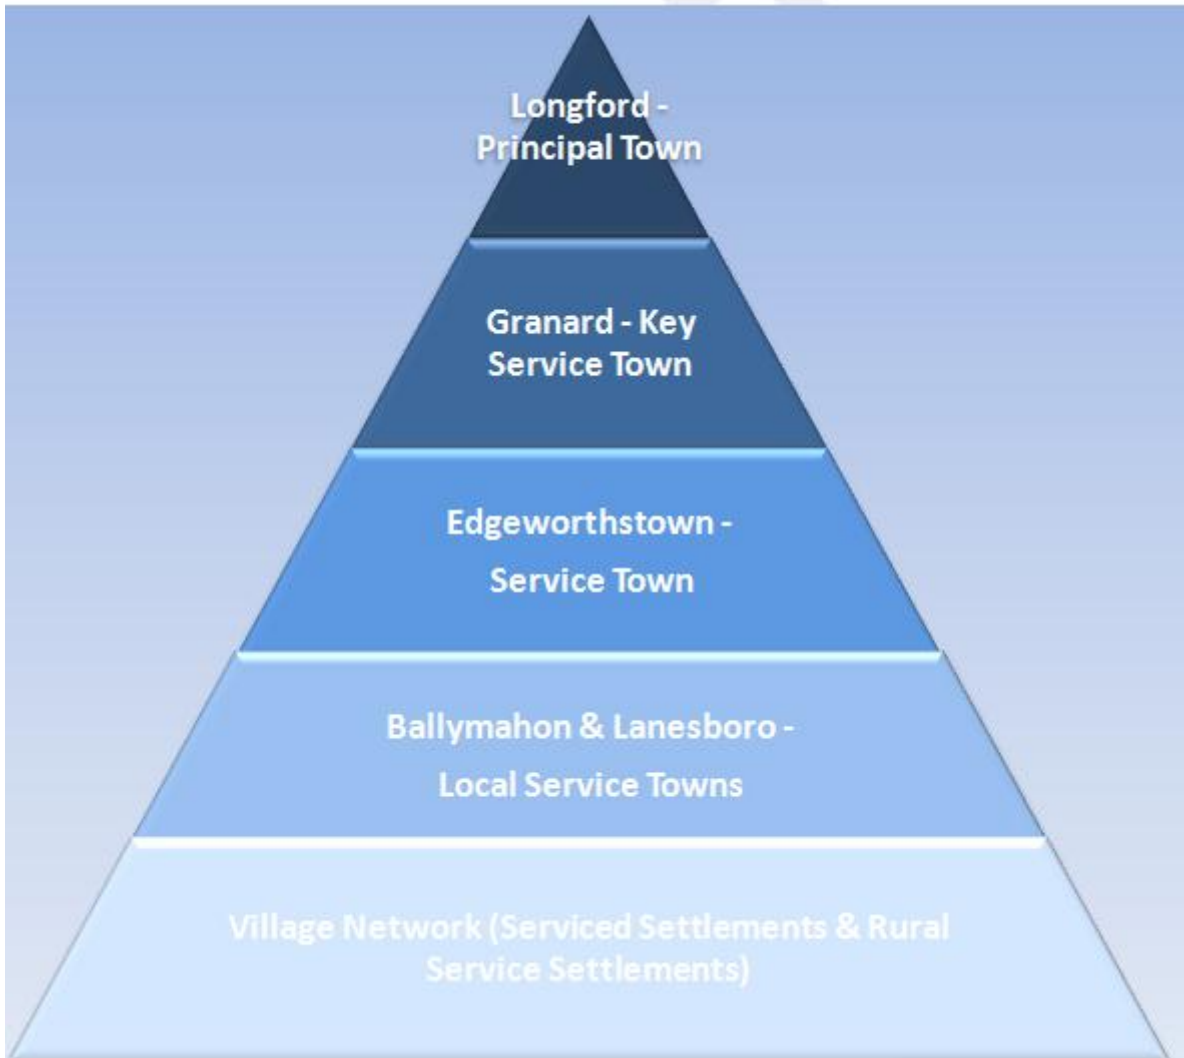 Longford -
Principal Town
Granard - Key
Service Town
Edgeworthstown -
Service Town
Ballymahon & Lanesboro -
Local Service Towns
Village Network (Serviced Settlements & Rural
Service Settlements)